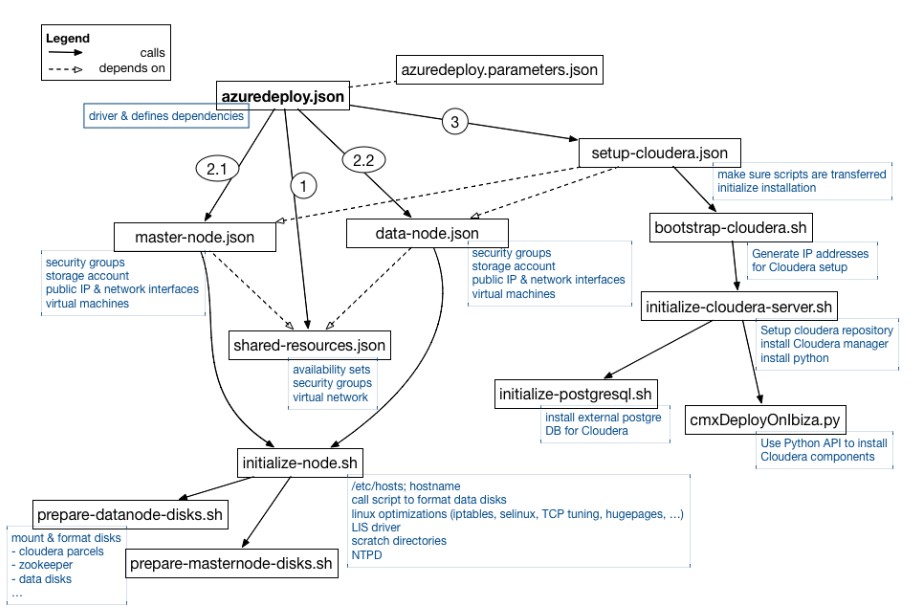 Legend
calls
depends on
azuredeploy.parameters.json
azuredeploy.json
driver & defines dependencies
3
setup-cloudera.json
make sure scripts are transferred
initialize installation
2.1
1
2.2
master-node.json
data-node.json
bootstrap-cloudera.sh
security groups
storage account
public IP & network interfaces
virtual machines
security groups
storage account
public IP & network interfaces
virtual machines
Generate IP addresses
for Cloudera setup
initialize-cloudera-server.sh
Setup cloudera repository
install Cloudera manager
install python
shared-resources.json
availability sets
security groups
virtual network
initialize-postgresql.sh
install external postgre
DB for Cloudera
cmxDeployOnIbiza.py
Use Python API to install
Cloudera components
initialize-node.sh
/etc/hosts; hostname
call script to format data disks
linux optimizations (iptables, selinux, TCP tuning, hugepages, ...)
LIS driver
scratch directories
NTPD
prepare-datanode-disks.sh
mount & format disks
- cloudera parcels
- zookeeper
- data disks
...
prepare-masternode-disks.sh